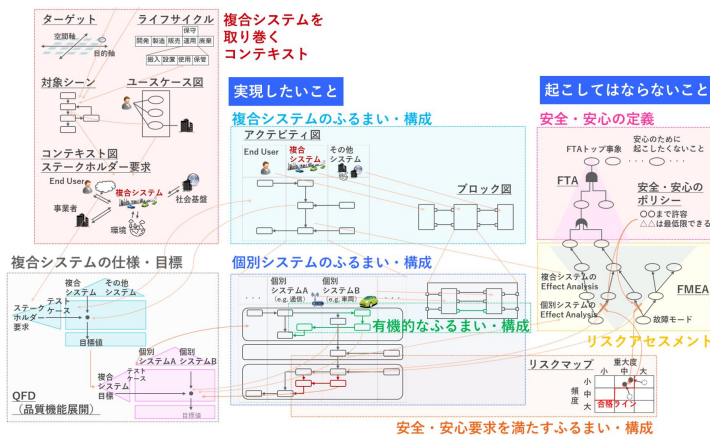 ターゲット
空間軸
目的軸
ライフサイクル
保守
開発 製造 販売 運用 廃棄
搬入 設置 使用 保管
複合システムを
取り巻く
コンテキスト
対象シーン
ユースケース図
コンテキスト図
ステークホルダー要求
End User
複合システム
事業者
社会基盤
環境
実現したいこと
複合システムのふるまい・構成
アクテビティ図
End User
複合
システム
その他
システム
ブロック図
起こしてはならないこと
安全・安心の定義
FTAトップ事象
安心のために
起こしたくないこと
FTA
安全・安心の
ポリシー
〇〇まで許容
△△は最低限できる
複合システムの
Effect Analysis
個別システムの
Effect Analysis
FMEA
故障モード
リスクアセスメント
複合システムの仕様・目標
複合
システム
その他
システム
ステーク
ホルダー
要求
テスト
ケース
目標値
個別
システムA
個別
システムB
複合
システム
目標
テスト
ケース
目標値
QFD
(品質機能展開)
個別システムのふるまい・構成
個別
システムA
(e.g, 通信)
個別
システムB
(e.g, 車両)
有機的なふるまい・構成
リスクマップ
重大度
小 中 大
頻度
小
中
大
合格ライン
安全・安心要求を満たすふるまい・構成